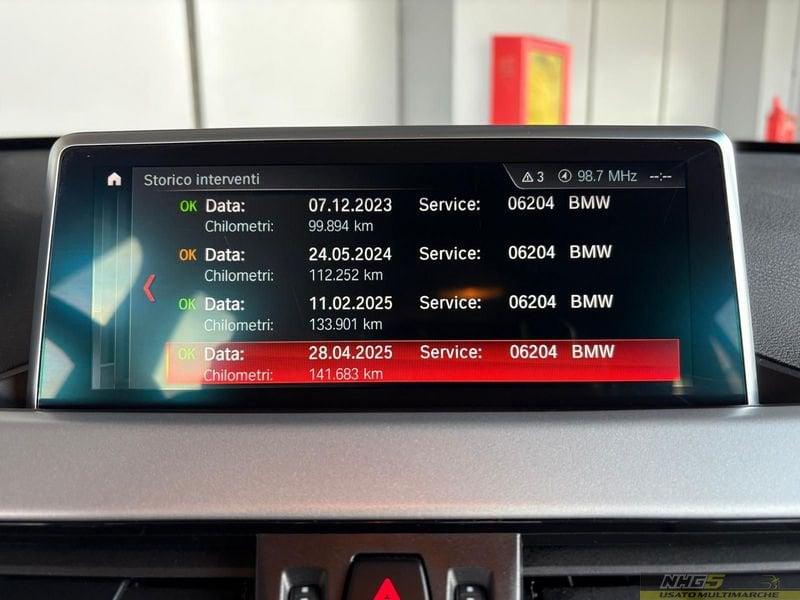 Storico interventi 3 98.7 MHz --:--
OK Data: 07.12.2023 Service: 06204 BMW
Chilometri: 99.894 km
OK Data: 24.05.2024 Service: 06204 BMW
Chilometri: 112.252 km
OK Data: 11.02.2025 Service: 06204 BMW
Chilometri: 133.901 km
OK Data: 28.04.2025 Service: 06204 BMW
Chilometri: 141.683 km
NHG5
USATO MULTIMARCHE